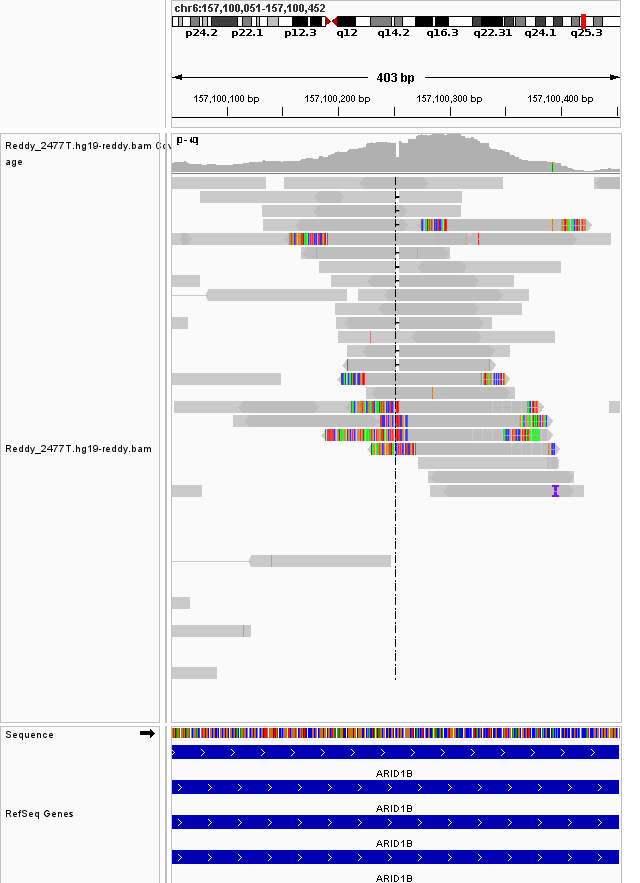 chr6:157,100,051-157,100,452
p24.2 p22.1 p12.3 q12 q14.2 q16.3 q22.31 q24.1 q25.3
403 bp
157,100,100 bp 157,100,200 bp 157,100,300 bp 157,100,400 bp
Reddy_2477T.hg19-reddy.bam Cov
age
Reddy_2477T.hg19-reddy.bam
Sequence
ARID1B
ARID1B
RefSeq Genes
ARID1B
ARID1B